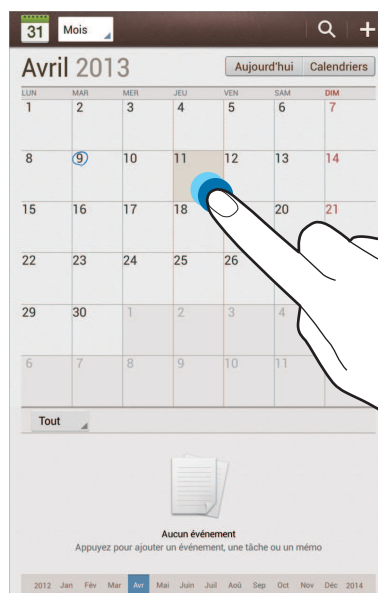 31 Mois
Avril 2013 Aujourd'hui Calendriers
LUN MAR MER JEU VEN SAM DIM
1 2 3 4 5 6 7
8 9 10 11 12 13 14
15 16 17 18 20 21
22 23 24 25 26
29 30 1 2 3 4
6 7 8 9 10 11
Tout
Aucun événement
Appuyez pour ajouter un événement, une tâche ou un mémo
2012 Jan Fév Mar Avr Mai Juin Juil Aoû Sep Oct Nov Déc 2014